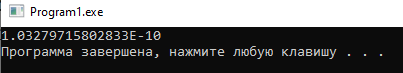 Program1.exe
1.03279715802833E-10
Программа завершена, нажмите любую клавишу . . .